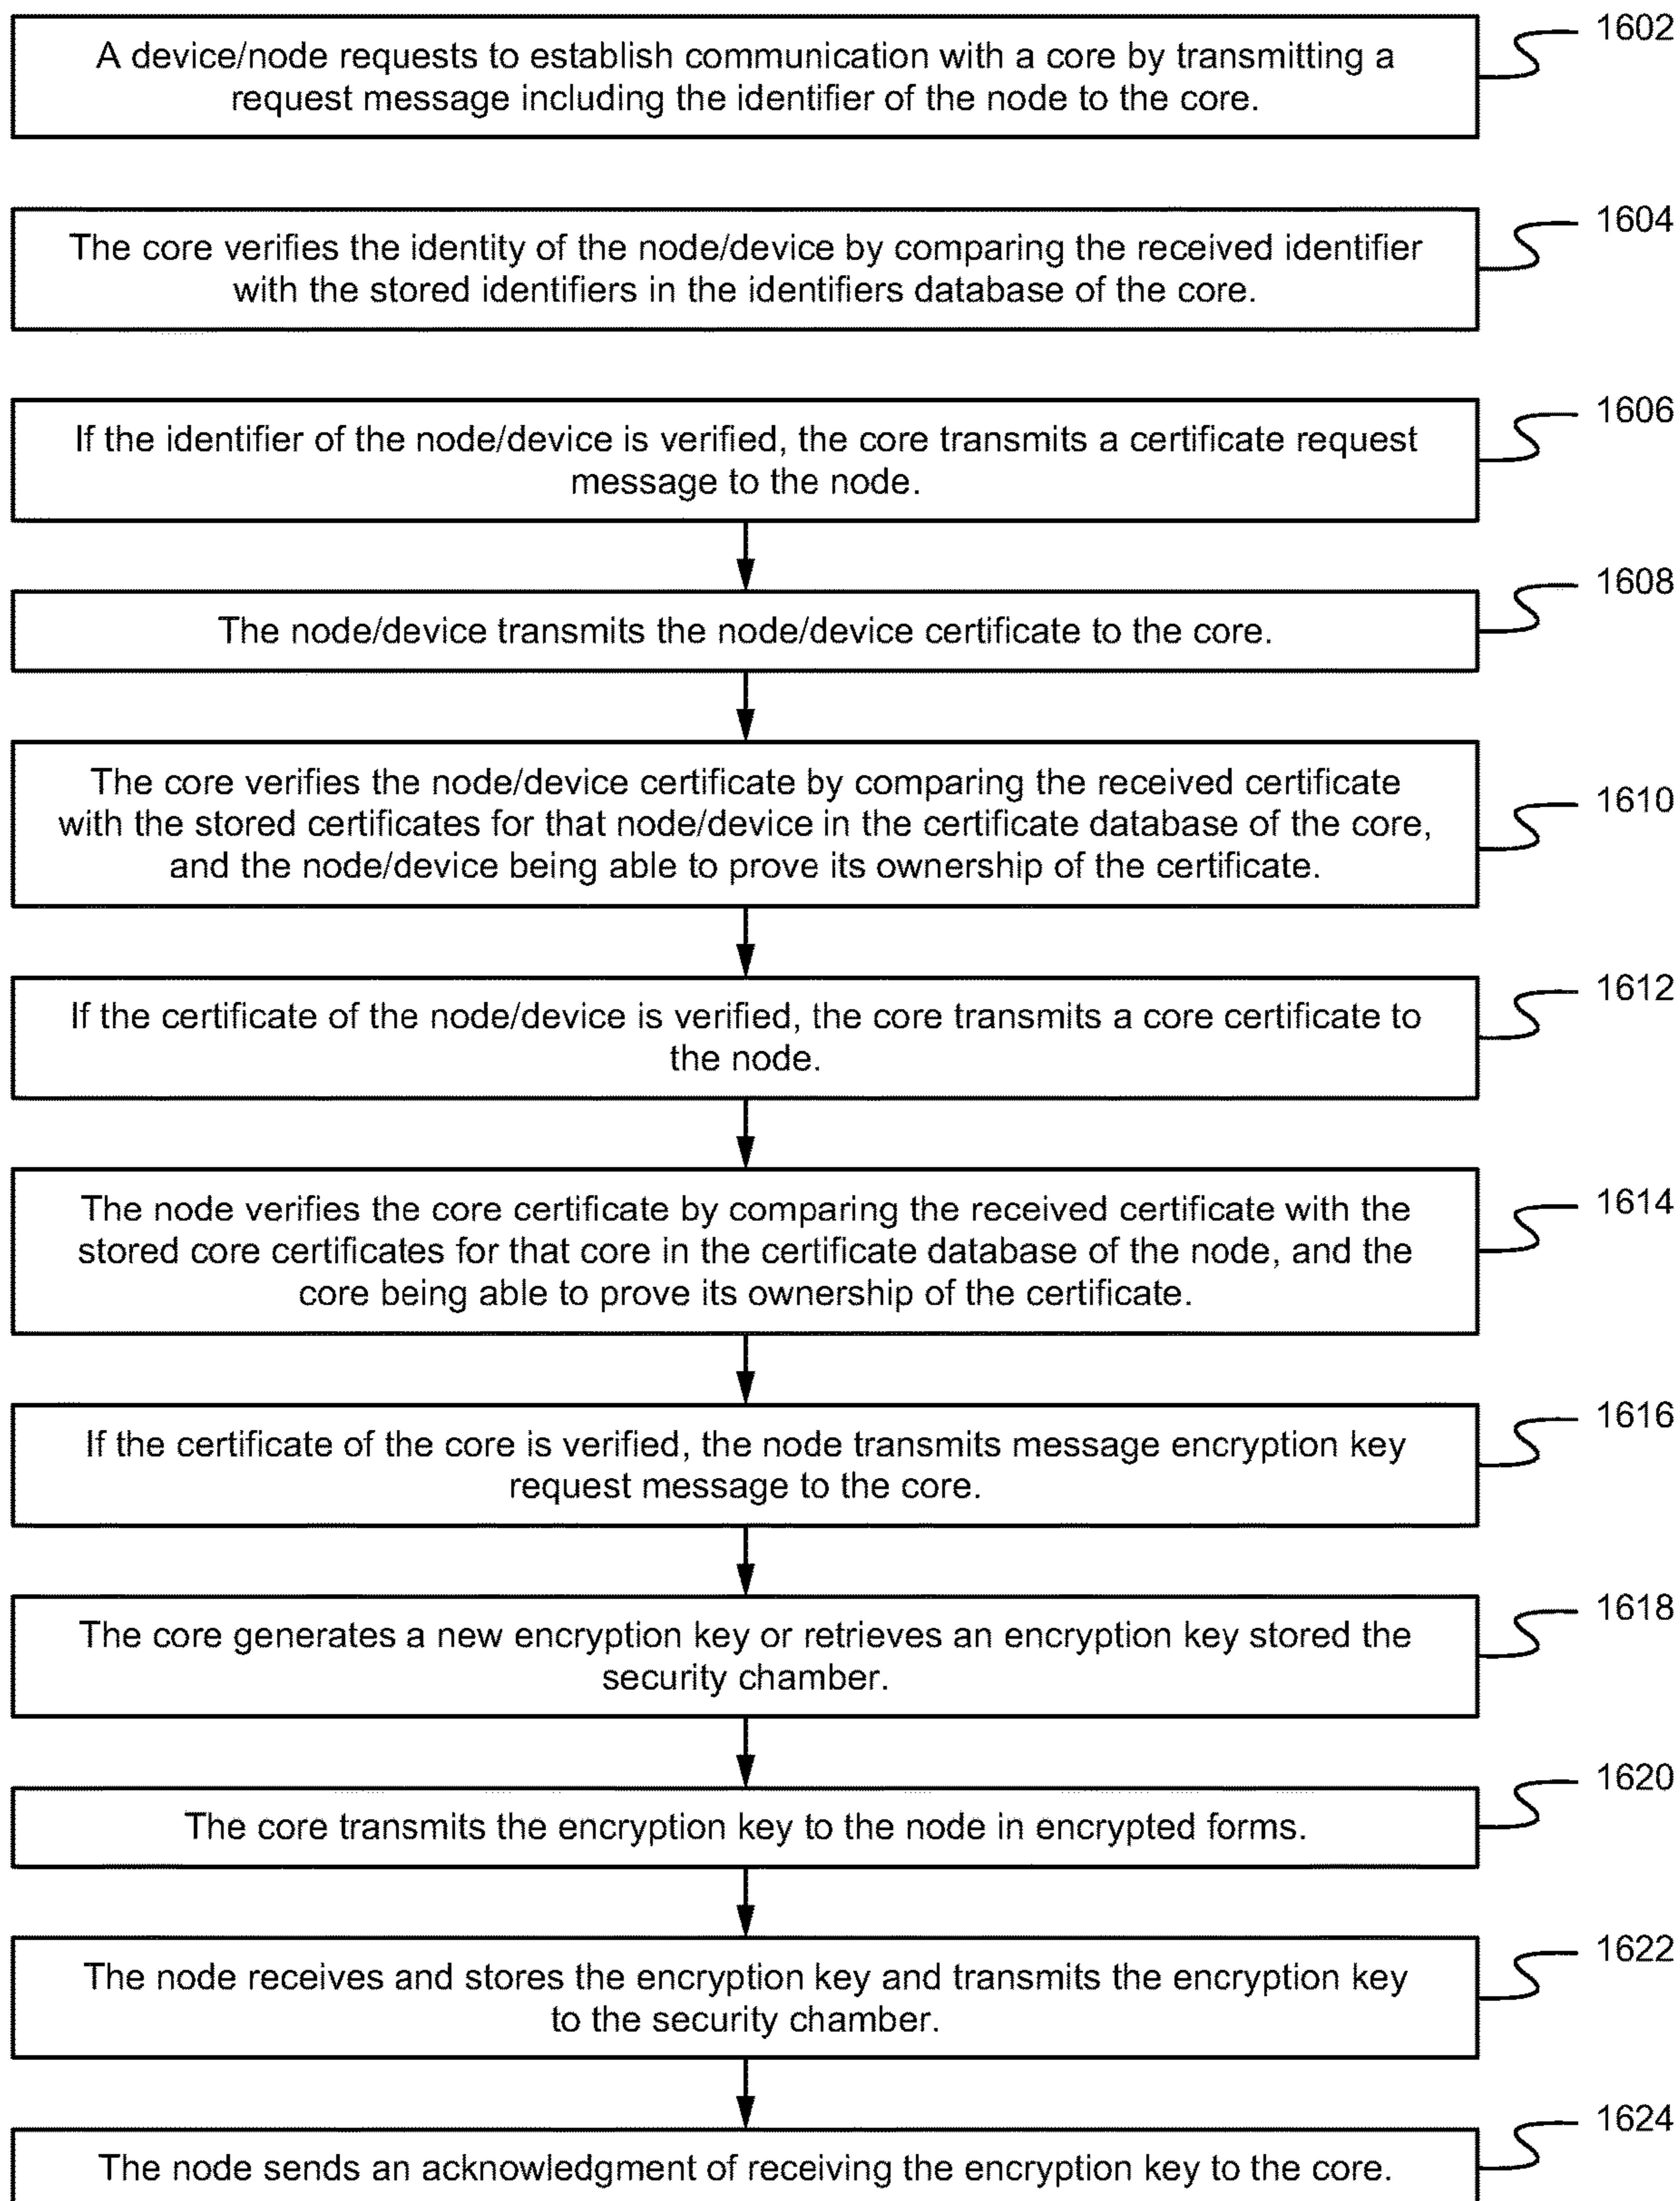 A device/node requests to establish communication with a core by transmitting a
request message including the identifier of the node to the core.
1602
The core verifies the identity of the node/device by comparing the received identifier
with the stored identifiers in the identifiers database of the core.
1604
If the identifier of the node/device is verified, the core transmits a certificate request
message to the node.
1606
The node/device transmits the node/device certificate to the core.
1608
The core verifies the node/device certificate by comparing the received certificate
with the stored certificates for that node/device in the certificate database of the core,
and the node/device being able to prove its ownership of the certificate.
1610
If the certificate of the node/device is verified, the core transmits a core certificate to
the node.
1612
The node verifies the core certificate by comparing the received certificate with the
stored core certificates for that core in the certificate database of the node, and the
core being able to prove its ownership of the certificate.
1614
If the certificate of the core is verified, the node transmits message encryption key
request message to the core.
1616
The core generates a new encryption key or retrieves an encryption key stored the
security chamber.
1618
The core transmits the encryption key to the node in encrypted forms.
1620
The node receives and stores the encryption key and transmits the encryption key
to the security chamber.
1622
The node sends an acknowledgment of receiving the encryption key to the core.
1624